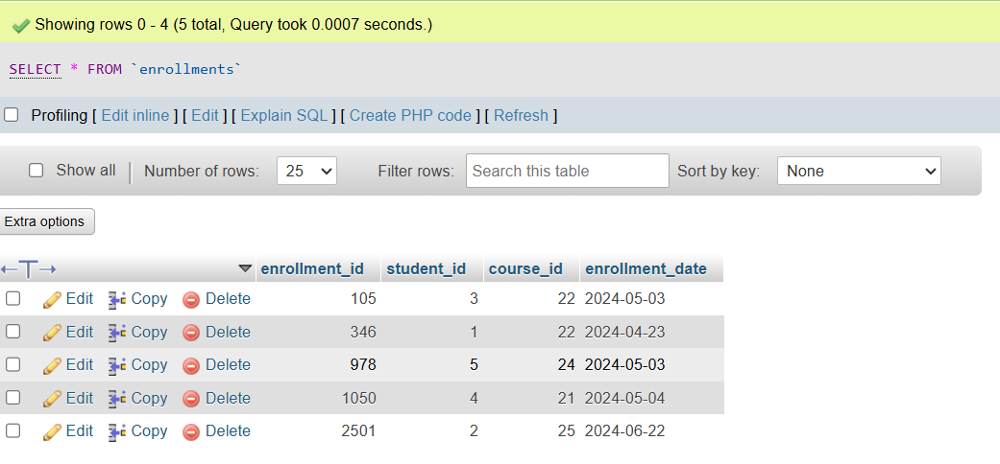 Showing rows 0 - 4 (5 total, Query took 0.0007 seconds.)
SELECT * FROM `enrollments`
Profiling [ Edit inline ] [ Edit ] [ Explain SQL ] [ Create PHP code ] [ Refresh ]
Show all Number of rows: 25 Filter rows: Search this table Sort by key: None
Extra options
enrollment_id student_id course_id enrollment_date
Edit Copy Delete 105 3 22 2024-05-03
Edit Copy Delete 346 1 22 2024-04-23
Edit Copy Delete 978 5 24 2024-05-03
Edit Copy Delete 1050 4 21 2024-05-04
Edit Copy Delete 2501 2 25 2024-06-22